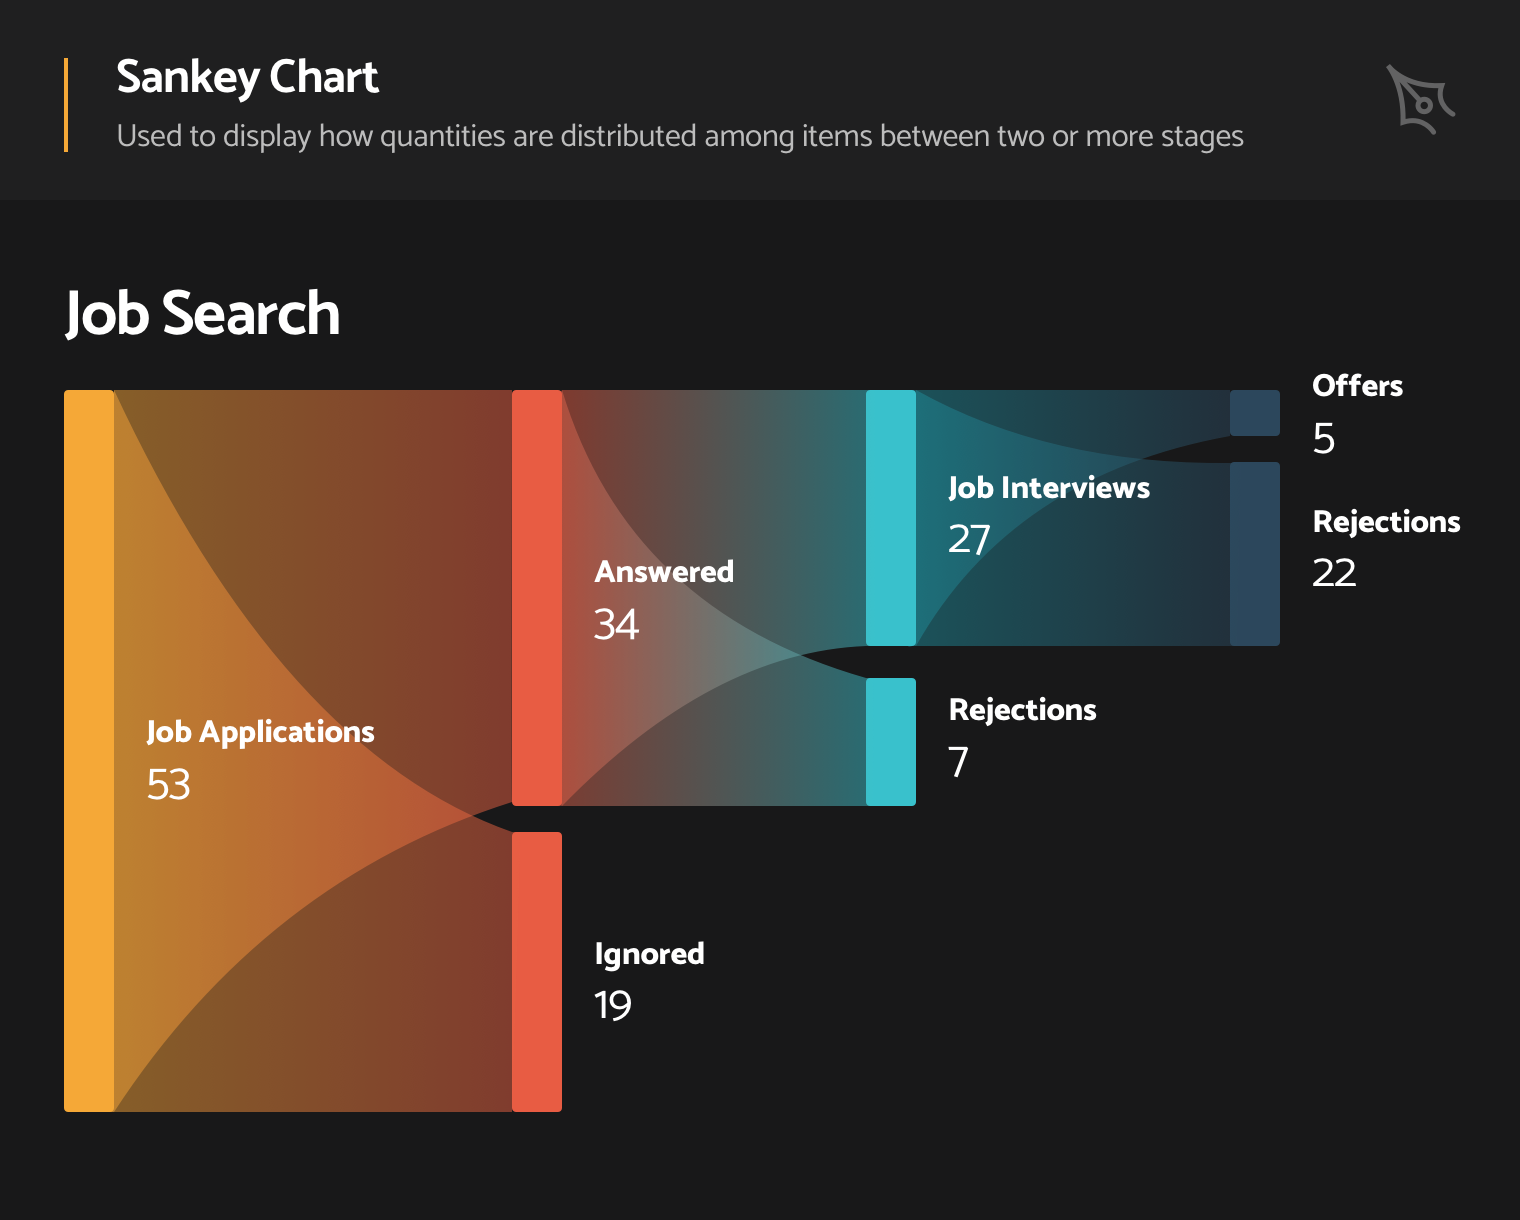 Sankey Chart
Used to display how quantities are distributed among items between two or more stages
Job Search
Job Applications
53
Answered
34
Ignored
19
Job Interviews
27
Rejections
7
Offers
5
Rejections
22